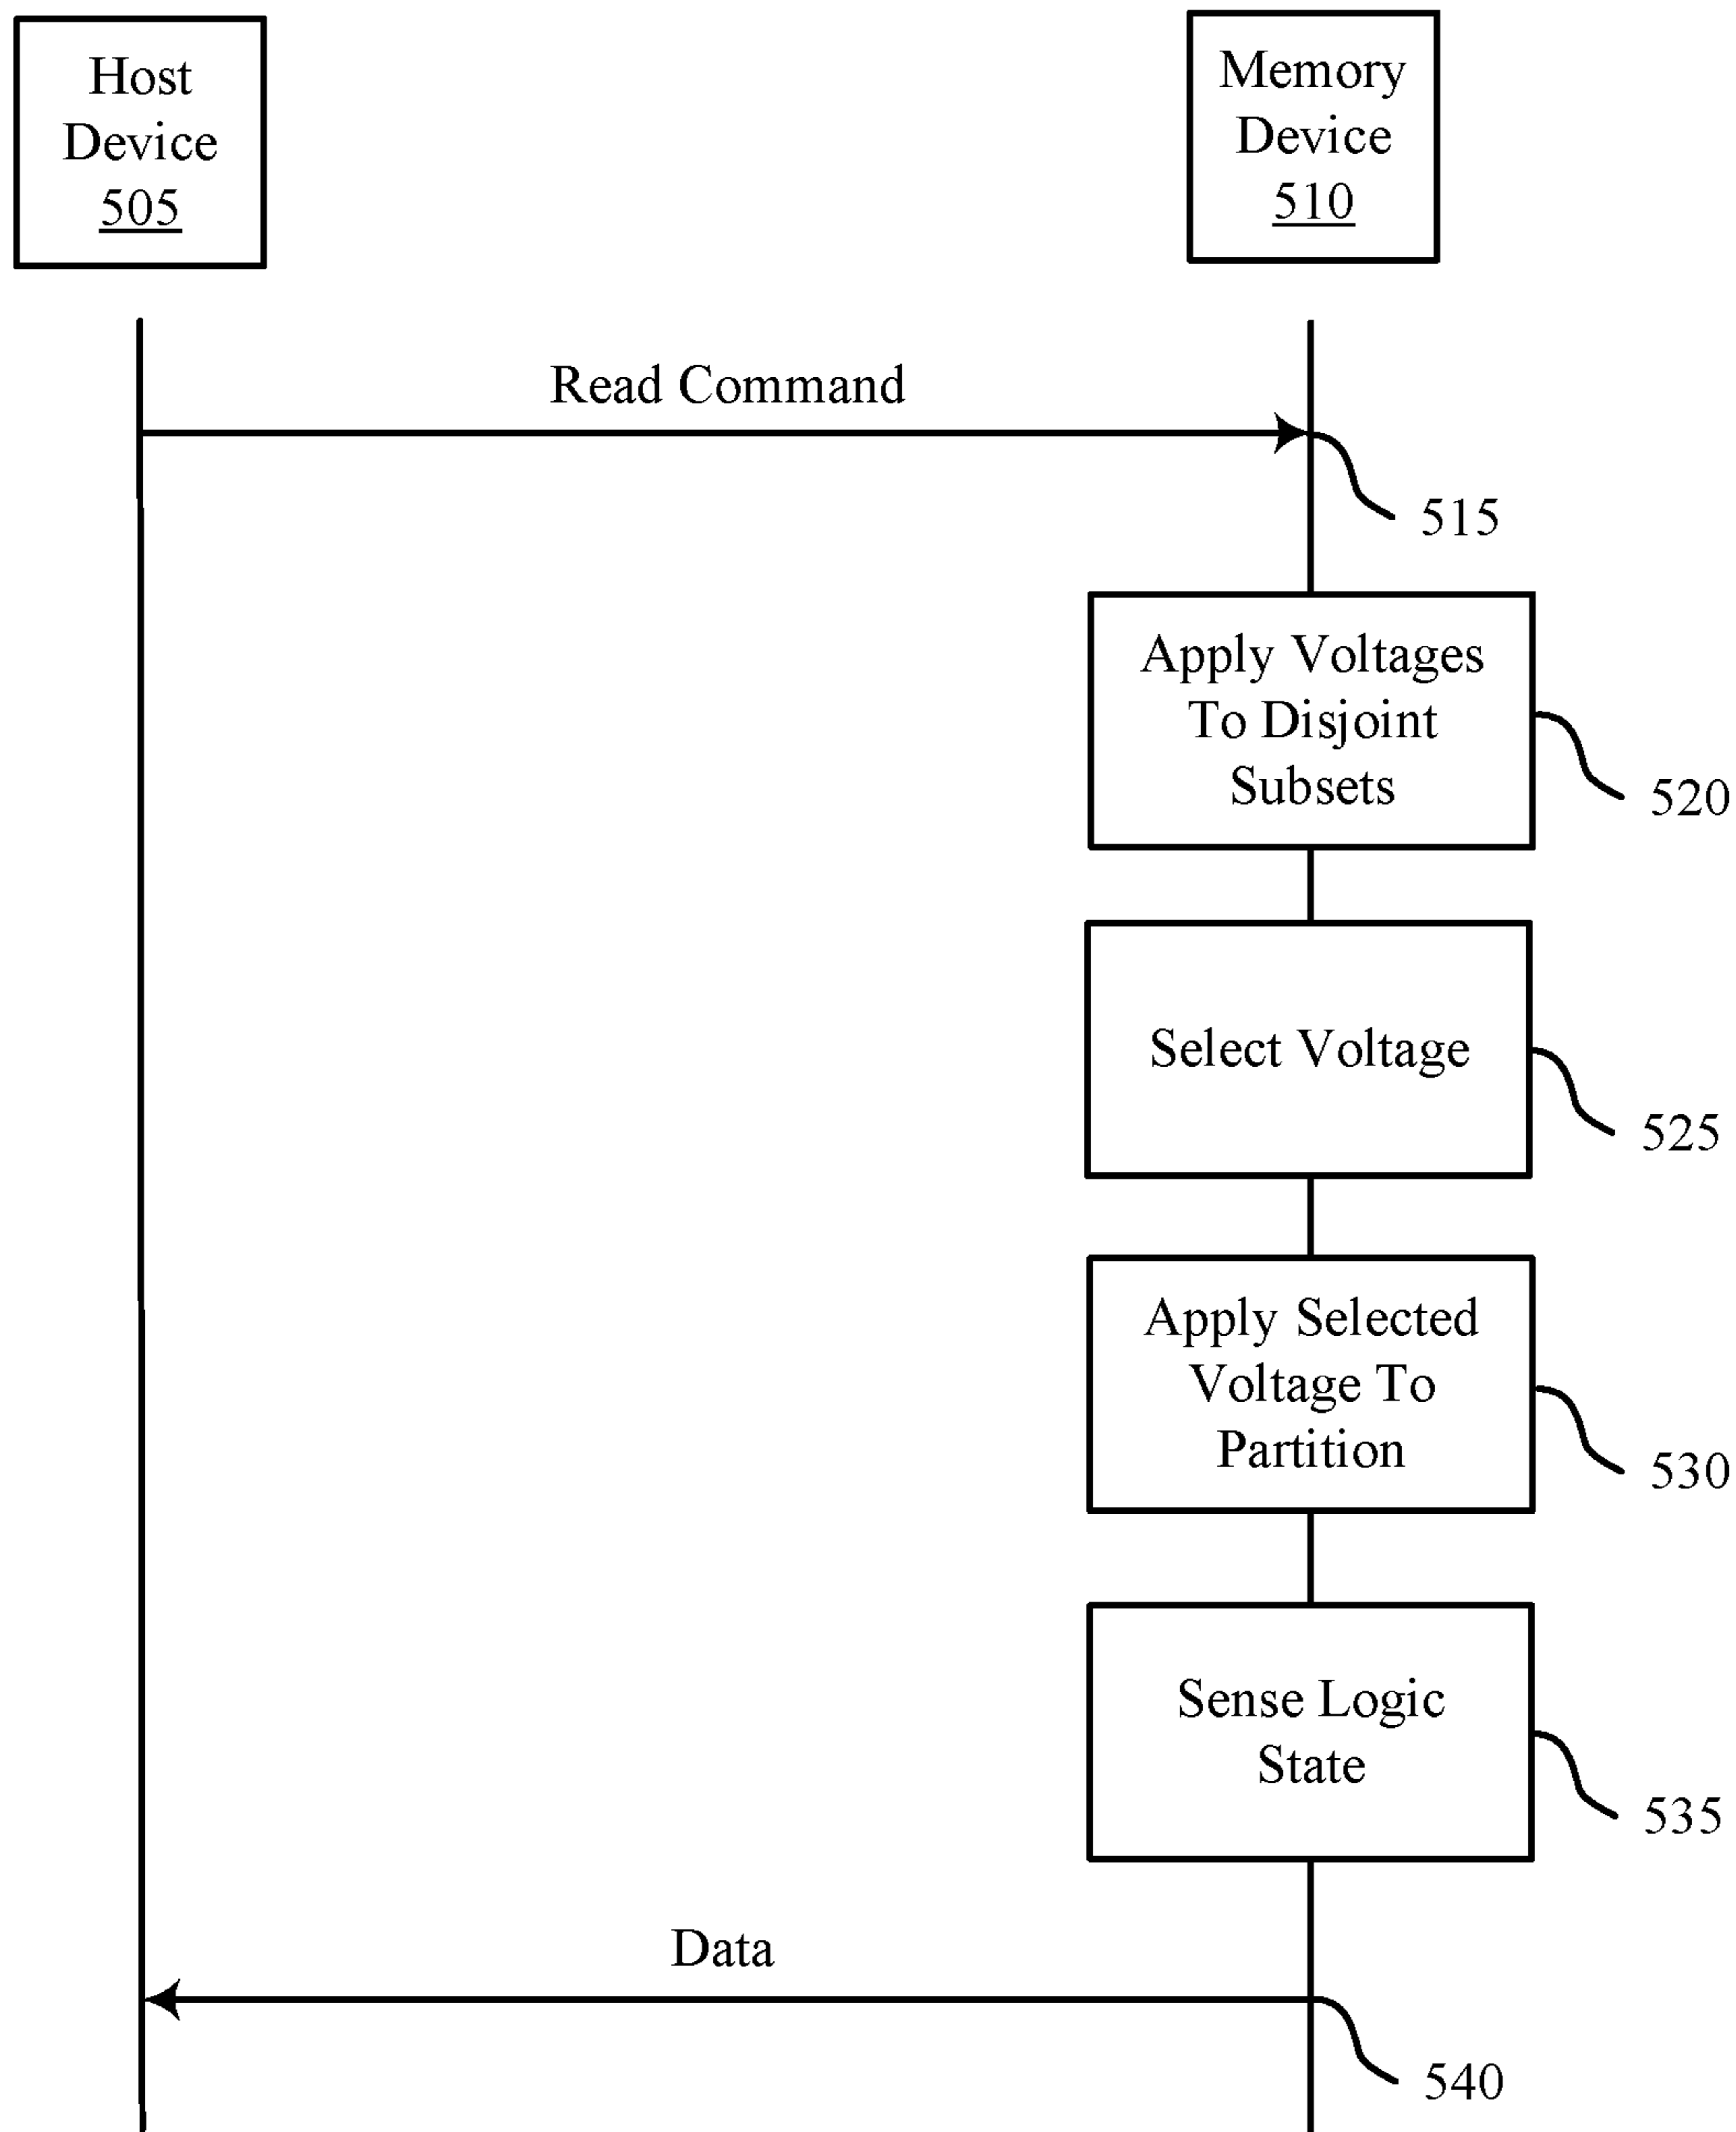 Host
Device
505
Memory
Device
510
Read Command
515
Apply Voltages
To Disjoint
Subsets
520
Select Voltage
525
Apply Selected
Voltage To
Partition
530
Sense Logic
State
535
Data
540